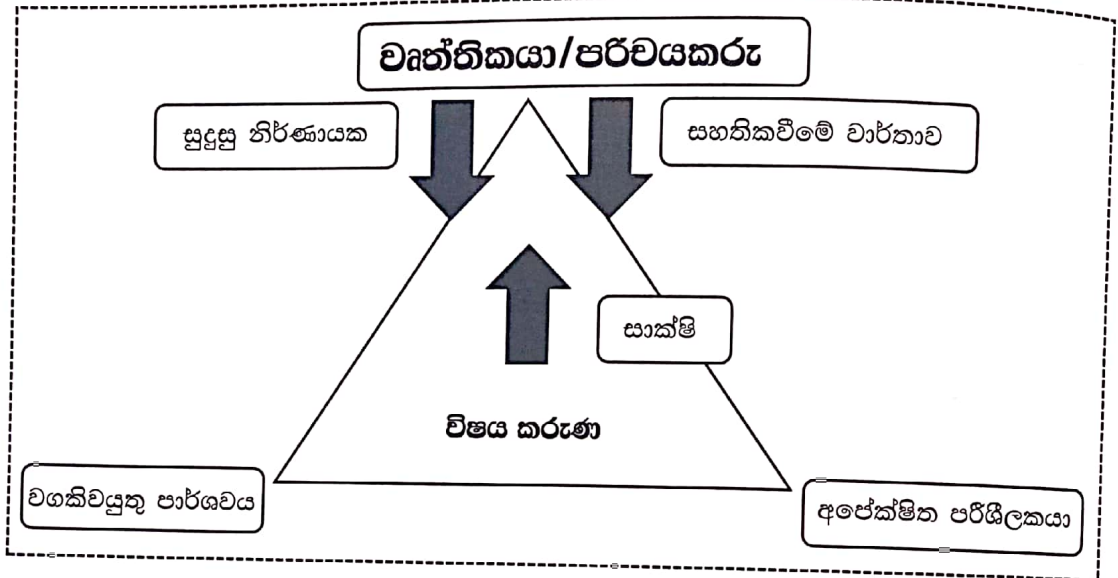 වෘත්තිකයා/පරිචයකරු
සුදුසු නිර්ණායක
සහතිකවීමේ වාර්තාව
සාක්ෂි
විෂය කරුණ
වගකිවයුතු පාර්ශවය
අපේක්ෂිත පරිශීලකයා